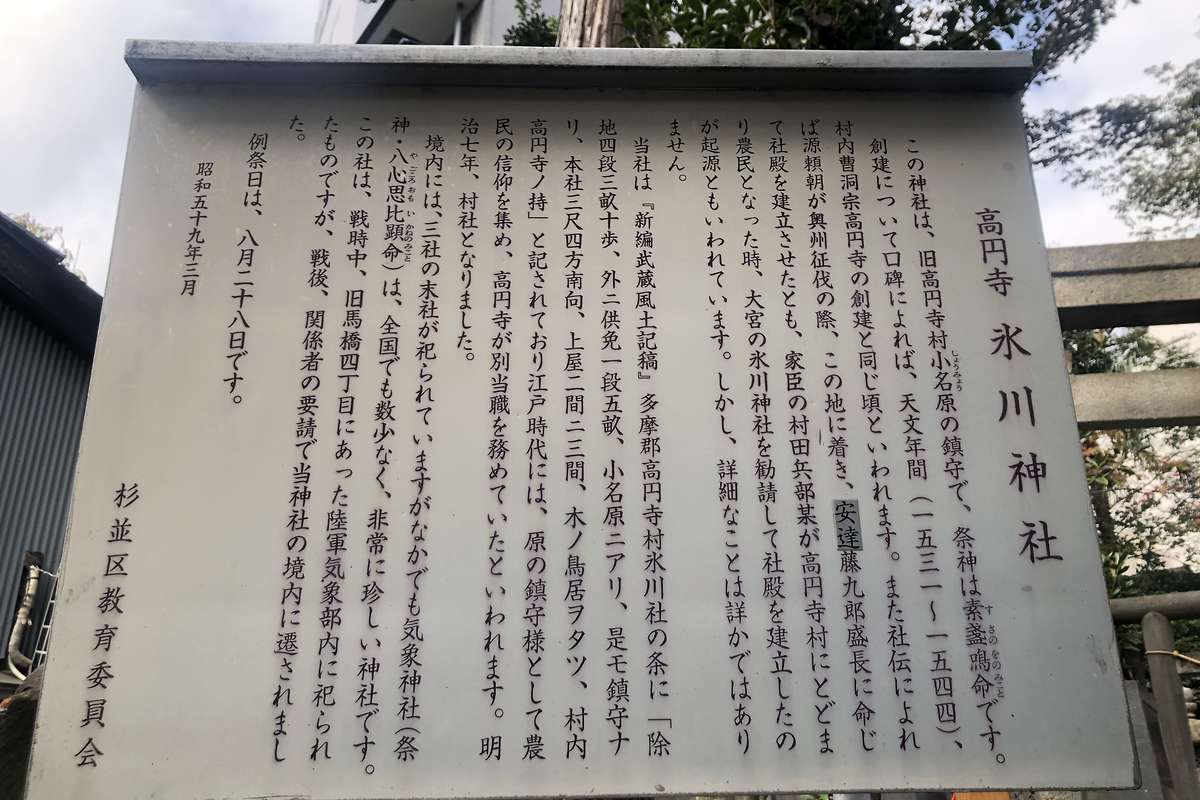 高円寺 氷川神社
この神社は、旧高円寺村小名原の鎮守で、祭神は素盞鳴命です。
創建について口碑によれば、天文年間(一五三一〜一五四四)、
村内曹洞宗高円寺の創建と同じ頃といわれます。また社伝によれ
ば源頼朝が奥州征伐の際、この地に着き、安達藤九郎盛長に命じ
て社殿を建立させたとも、家臣の村田兵部某が高円寺村にとどま
り農民となった時、大宮の氷川神社を勧請して社殿を建立したの
が起源ともいわれています。しかし、詳細なことは詳かではあり
ません。
当社は『新編武蔵風土記稿』多摩郡高円寺村氷川社の条に「除
地四段三畝十歩、外ニ供免一段五畝、小名原ニアリ、是モ鎮守ナ
リ、本社三尺四方南向、上屋二間ニ三間、木ノ鳥居ヲタツ、村内
高円寺ノ持」と記されており江戸時代には、原の鎮守様として農
民の信仰を集め、高円寺が別当職を務めていたといわれます。明
治七年、村社となりました。
境内には、三社の末社が祀られていますがなかでも気象神社(祭
神・八心思比顕命)は、全国でも数少なく、非常に珍しい神社です。
この社は、戦時中、旧馬橋四丁目にあった陸軍気象部内に祀られ
たものですが、戦後、関係者の要請で当神社の境内に遷されまし
た。
例祭日は、八月二十八日です。
昭和五十九年三月
杉並区教育委員会